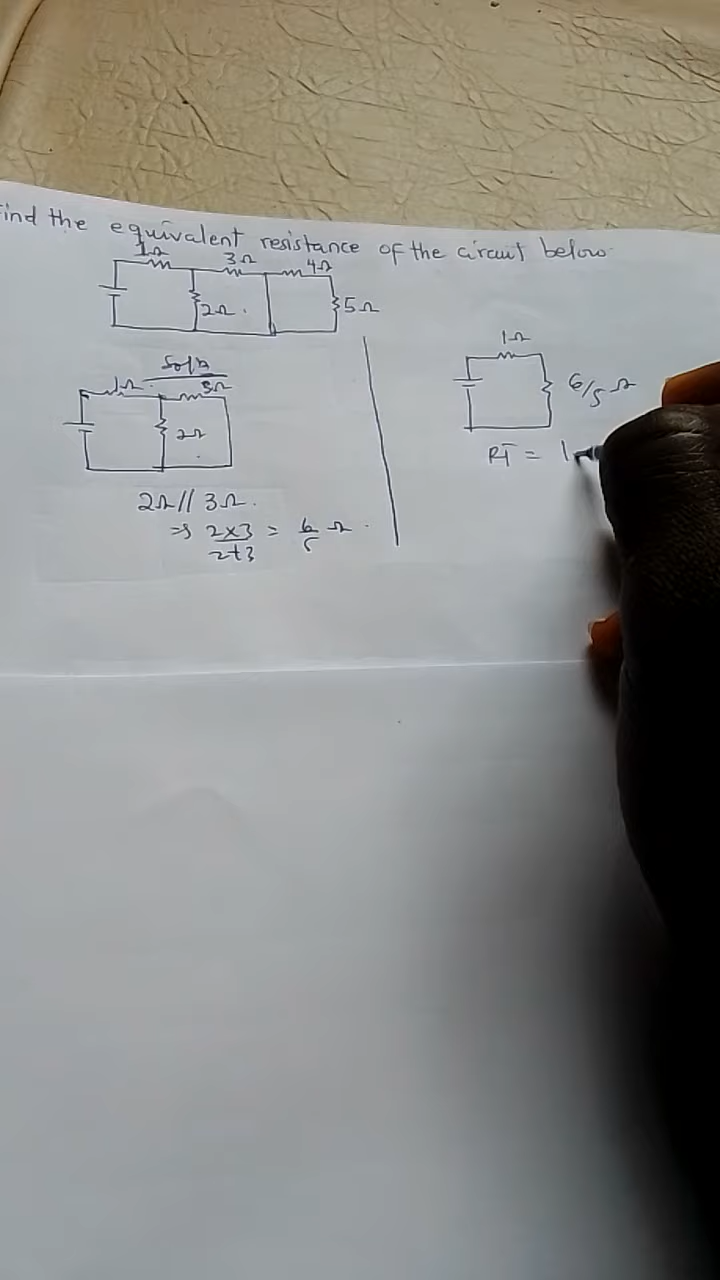 ind the equivalent resistance of the circuit below.
1Ω 3Ω 4Ω
2Ω 5Ω
Soln
1Ω 3Ω
2Ω
2Ω // 3Ω.
⇒ 2x3 = 6 Ω.
2+3 5
1Ω
6/5 Ω
RT = 1